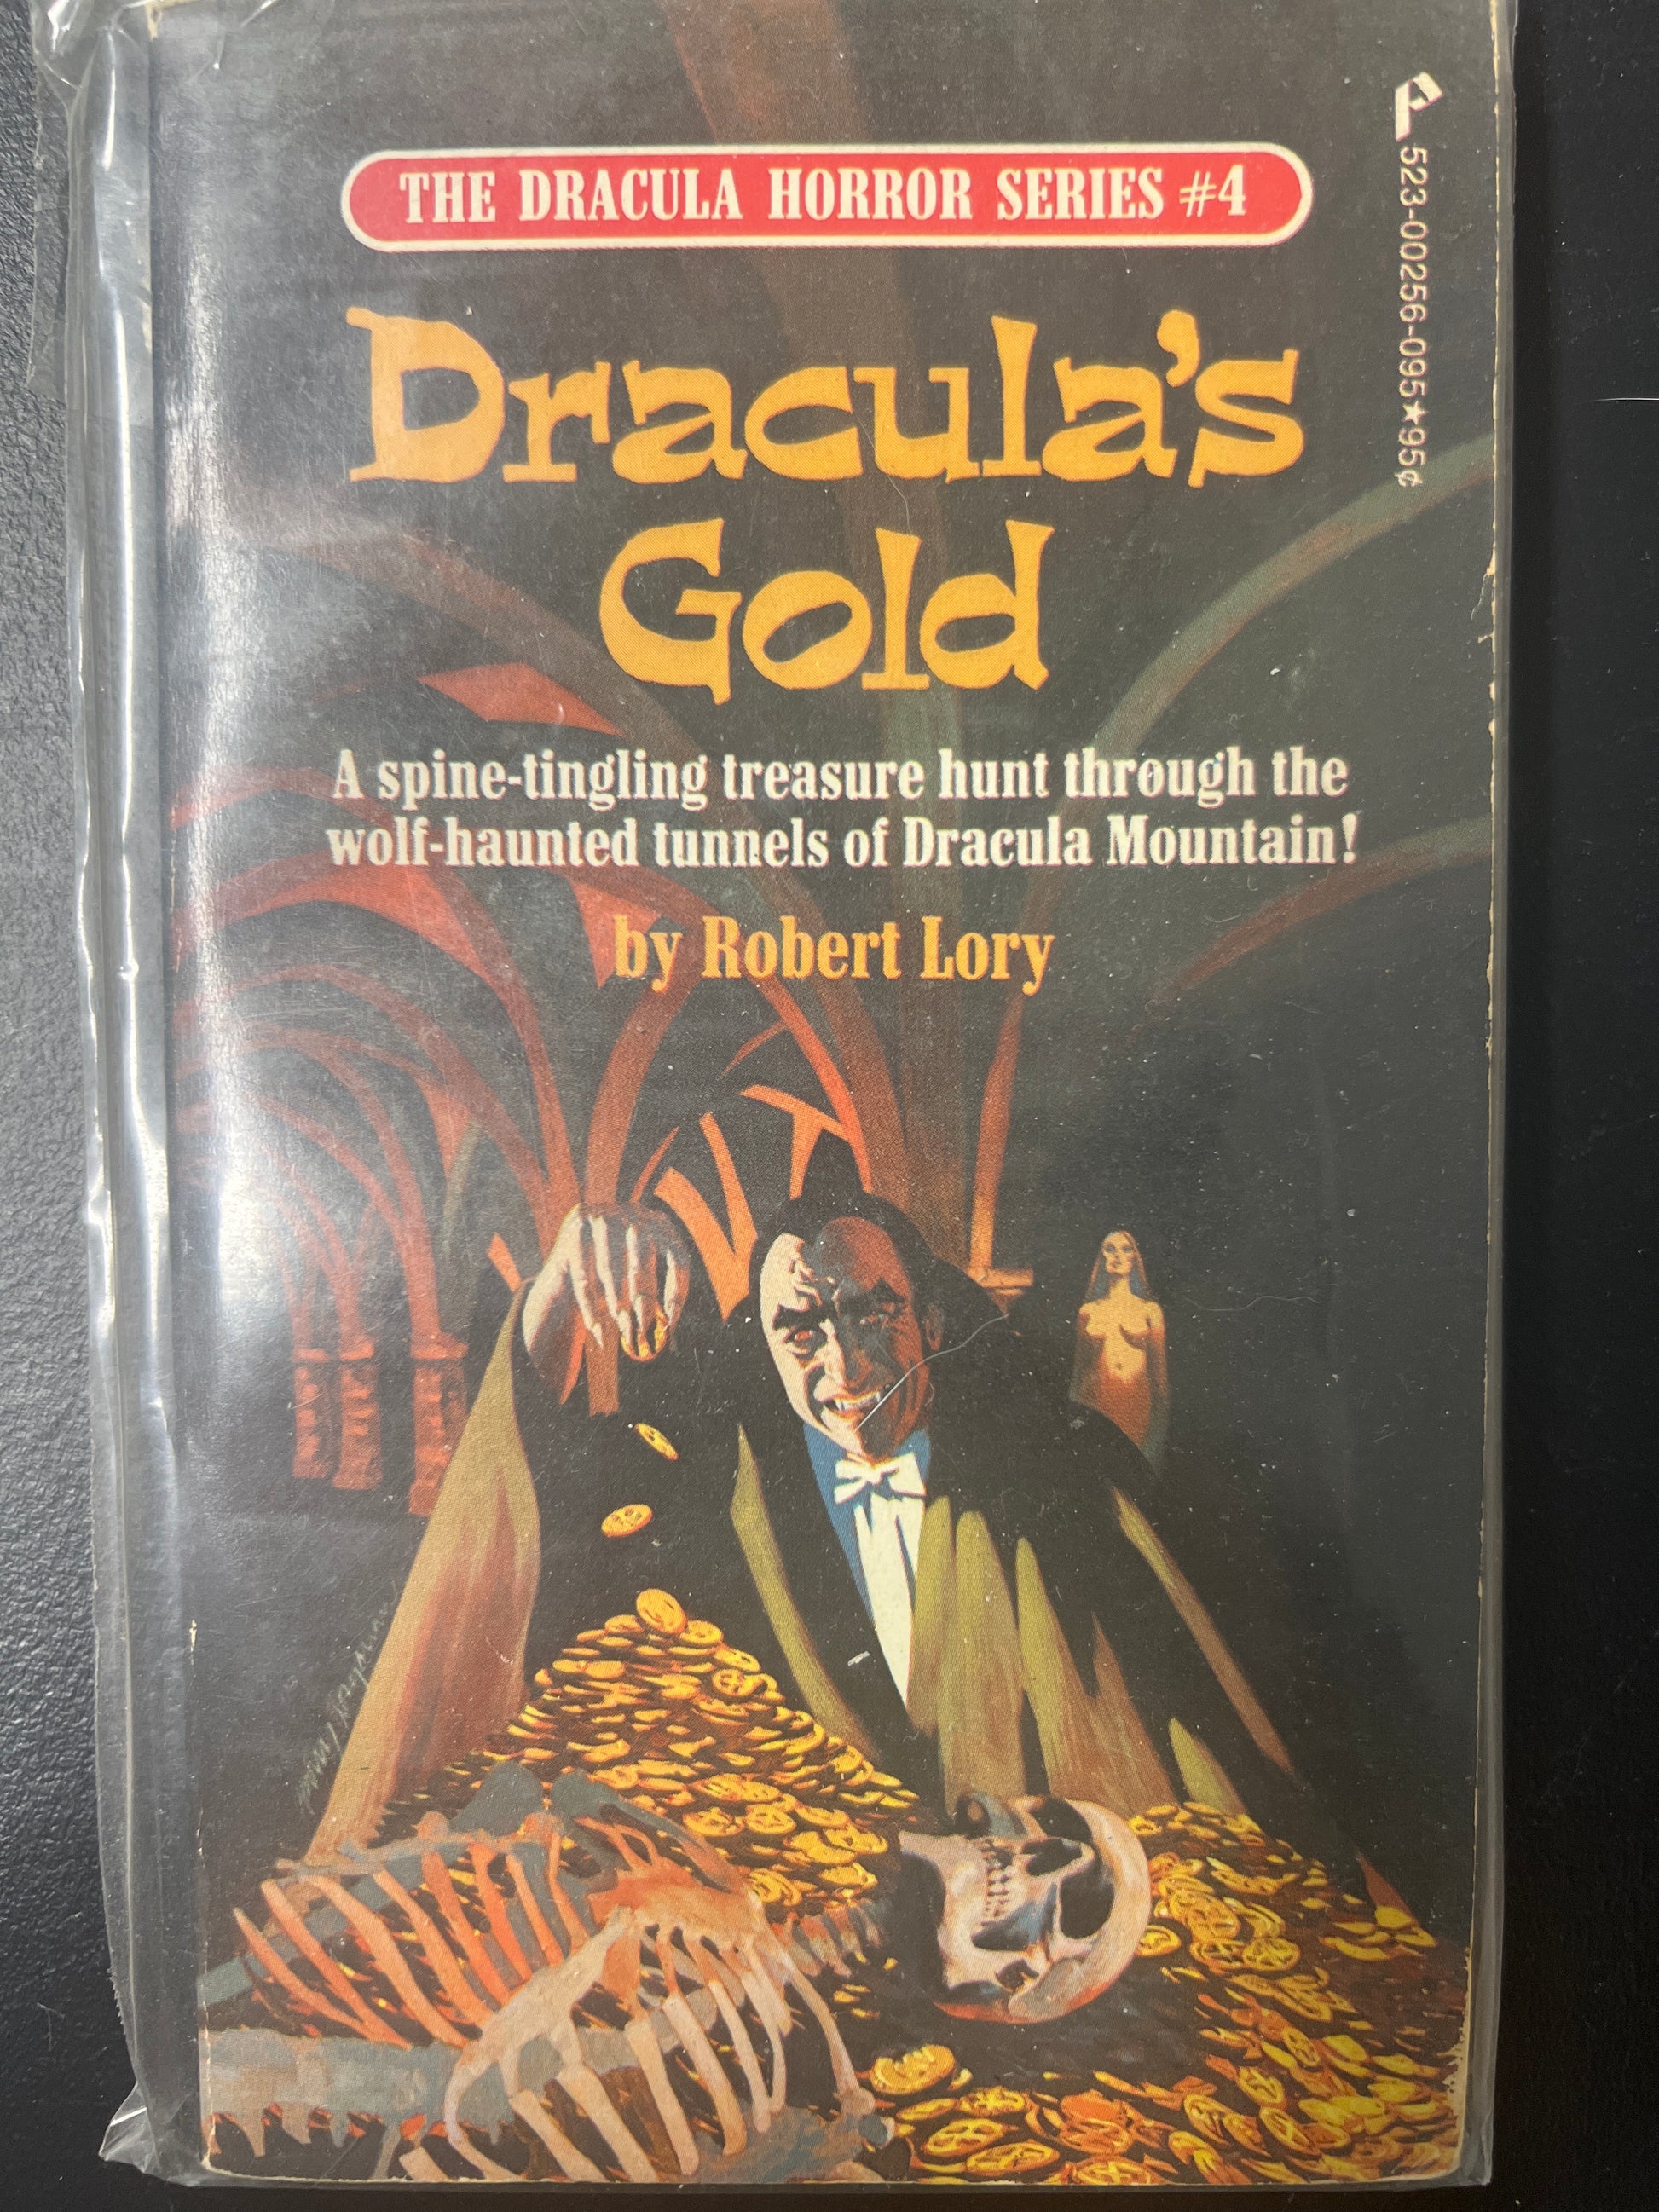 THE DRACULA HORROR SERIES #4
523-00256-095★95¢
Dracula's
Gold
A spine-tingling treasure hunt through the
wolf-haunted tunnels of Dracula Mountain!
by Robert Lory